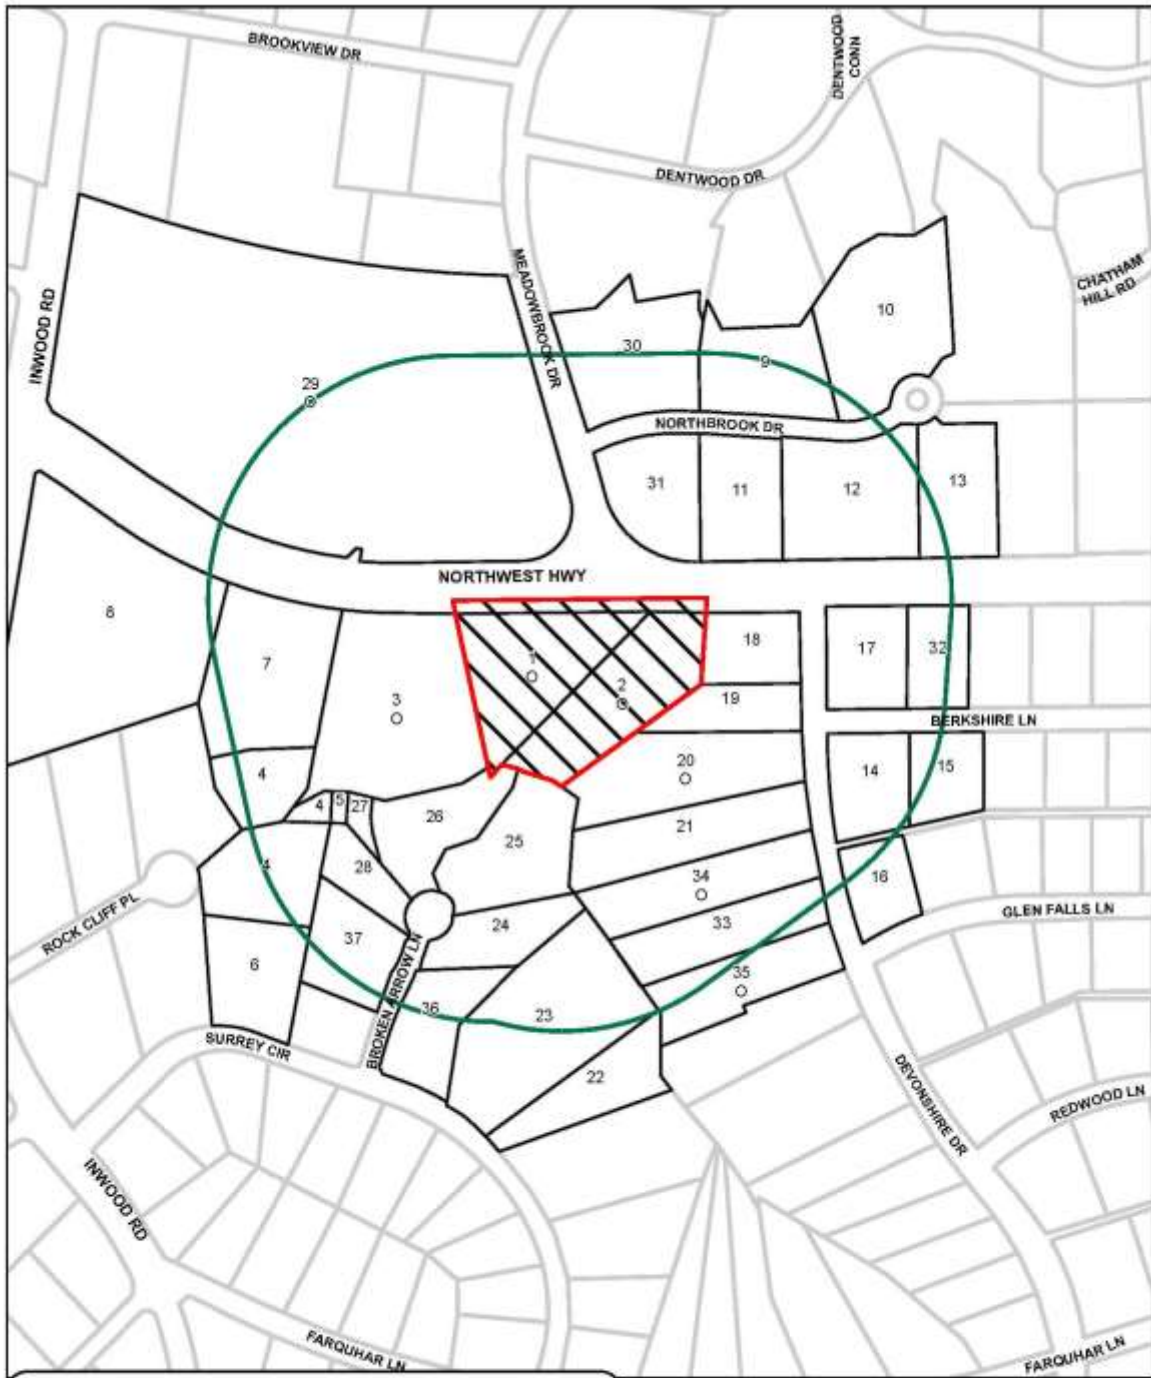 BROOKVIEW DR
DENTWOOD
CONN
DENTWOOD DR
INWOOD RD
MEADOWBROOK DR
CHATHAM
HILL RD
10
30
9
29
NORTHBROOK DR
31
11
12
13
NORTHWEST HWY
8
7
3
1
2
18
17
32
19
BERKSHIRE LN
4
20
14
15
4
5
27
26
21
25
4
28
34
16
ROCK CLIFF PL
GLEN FALLS LN
24
33
37
6
35
BROKEN ARROW LN
36
23
SURREY CIR
22
DEVONSHIRE DR
REDWOOD LN
INWOOD RD
FARQUHAR LN
FARQUHAR LN